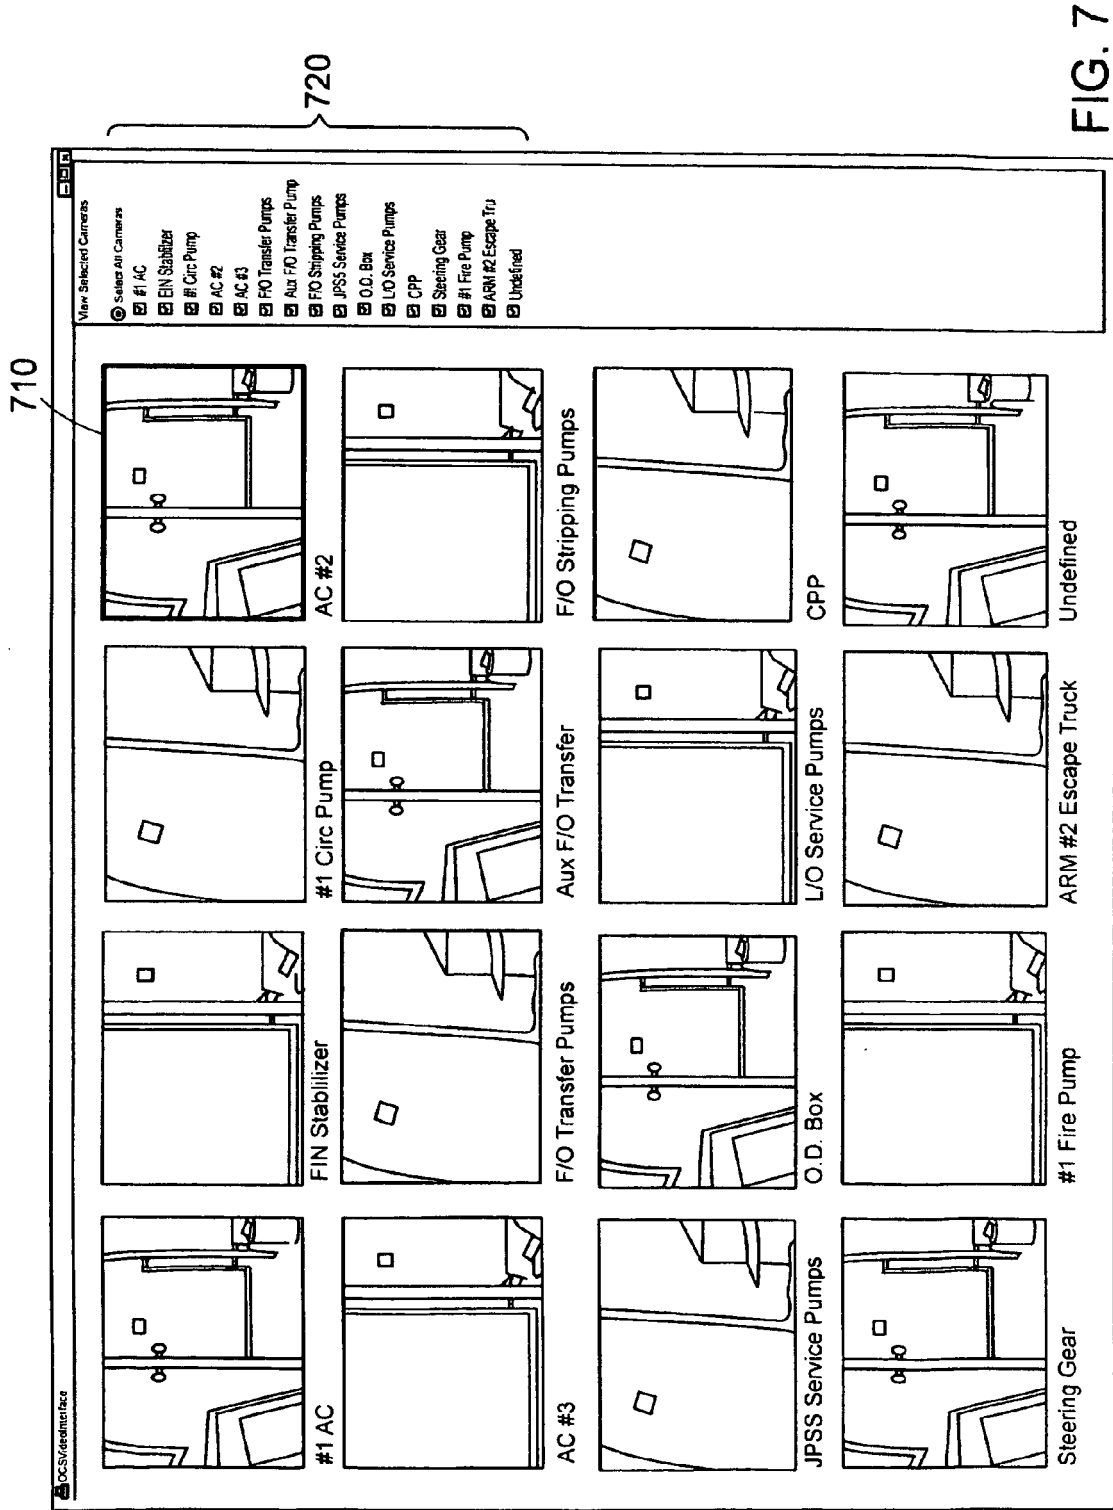 OCSVideoInterface
710
#1 AC
FIN Stablilizer
#1 Circ Pump
AC #2
AC #3
F/O Transfer Pumps
Aux F/O Transfer
F/O Stripping Pumps
JPSS Service Pumps
O.D. Box
L/O Service Pumps
CPP
Steering Gear
#1 Fire Pump
ARM #2 Escape Truck
Undefined
View Selected Cameras
Select All Cameras
#1 AC
EIN Stablilizer
#1 Circ Pump
AC #2
AC #3
F/O Transfer Pumps
Aux F/O Transfer Pump
F/O Stripping Pumps
JPS5 Service Pumps
O.D. Box
L/O Service Pumps
CPP
Steering Gear
#1 Fire Pump
ARM #2 Escape Tru
Undefined
720
FIG. 7